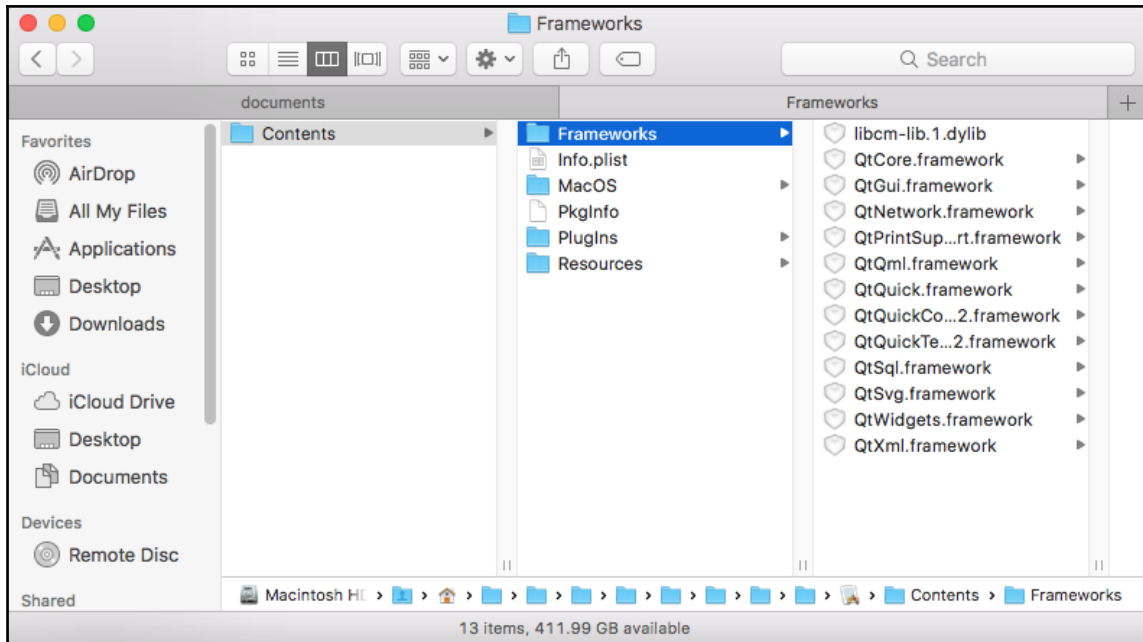 Frameworks
Search
documents
Frameworks
Favorites
AirDrop
All My Files
Applications
Desktop
Downloads
iCloud
iCloud Drive
Desktop
Documents
Devices
Remote Disc
Shared
Contents
Frameworks
Info.plist
MacOS
PkgInfo
PlugIns
Resources
libcm-lib.1.dylib
QtCore.framework
QtGui.framework
QtNetwork.framework
QtPrintSup...rt.framework
QtQml.framework
QtQuick.framework
QtQuickCo...2.framework
QtQuickTe...2.framework
QtSql.framework
QtSvg.framework
QtWidgets.framework
QtXml.framework
Macintosh HD › Contents › Frameworks
13 items, 411.99 GB available